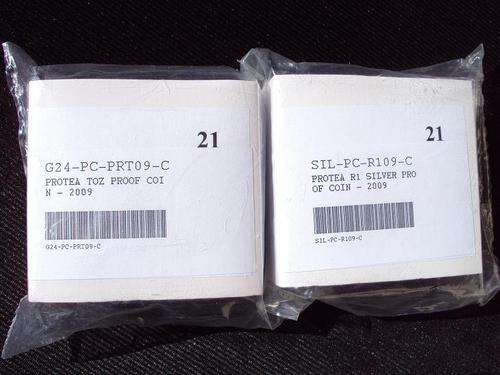 21
G24-PC-PRT09-C
PROTEA TOZ PROOF COI
N - 2009
G24-PC-PRT09-C
21
SIL-PC-R109-C
PROTEA R1 SILVER PRO
OF COIN - 2009
SIL-PC-R109-C